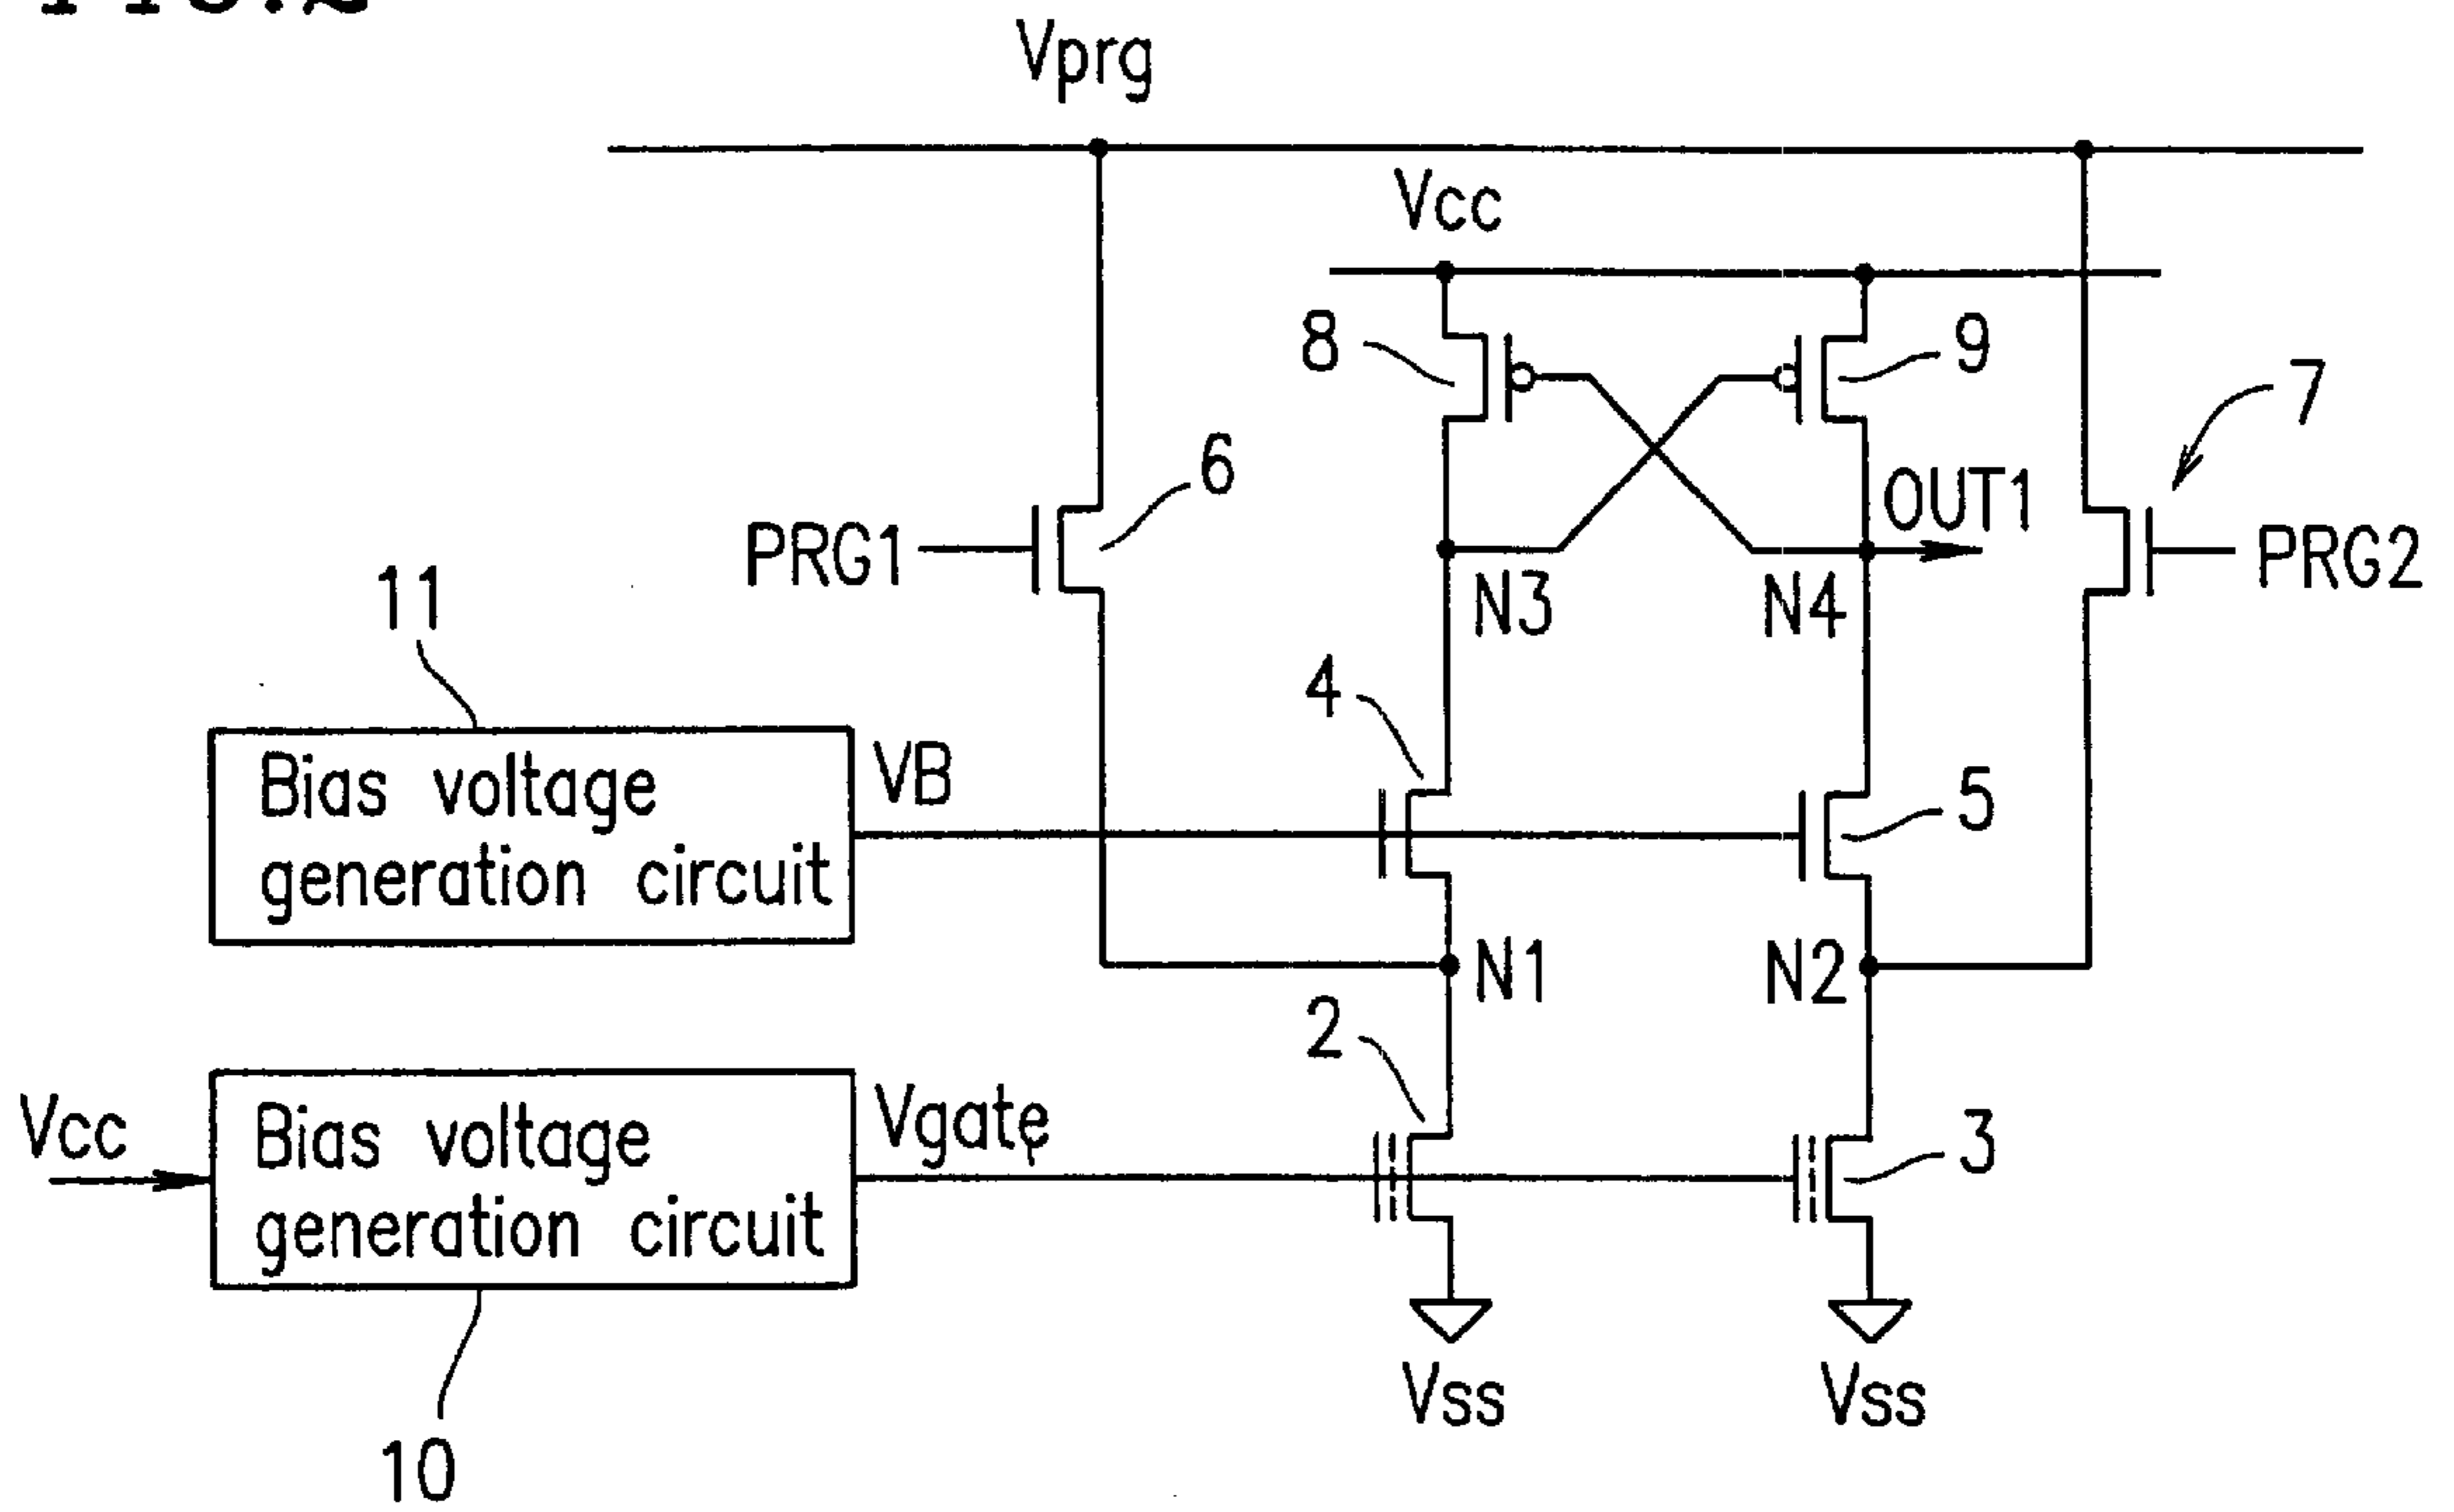 Vprg
Vcc
8
9
7
6
OUT1
PRG1
PRG2
11
N3
N4
4
5
VB
Bias voltage
generation circuit
N1
N2
2
3
Vcc
Vgate
Bias voltage
generation circuit
Vss
Vss
10